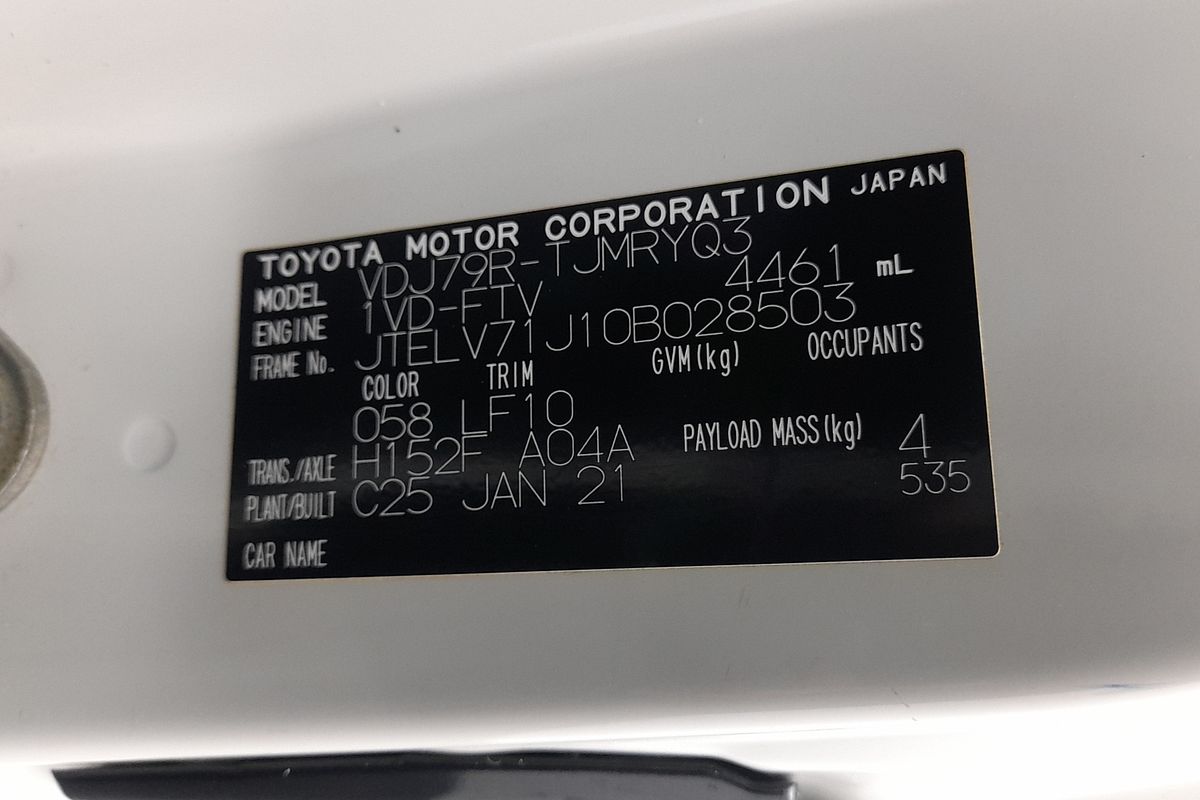 TOYOTA MOTOR CORPORATION JAPAN
MODEL VDJ79R-TJMRYQ3
ENGINE 1VD-FTV 4461 mL
FRAME No. JTELV71J10B028503
COLOR TRIM GVM(kg) OCCUPANTS
058 LF10 4
TRANS./AXLE H152F A04A PAYLOAD MASS(kg) 535
PLANT/BUILT C25 JAN 21
CAR NAME